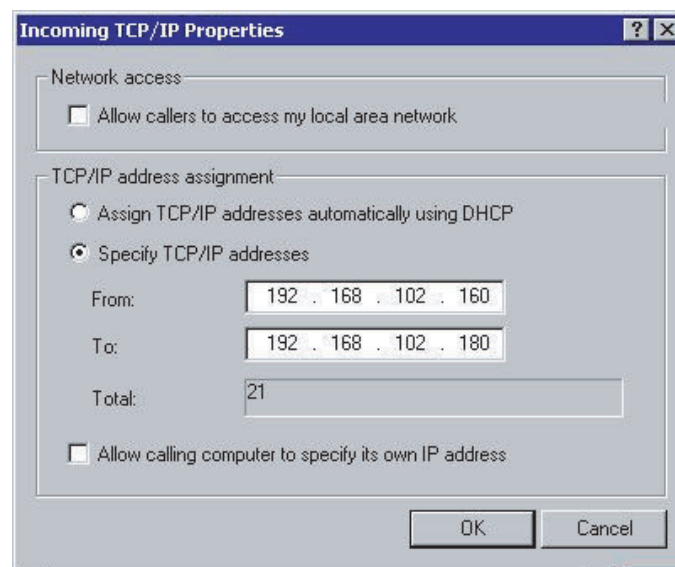 Incoming TCP/IP Properties
Network access
Allow callers to access my local area network
TCP/IP address assignment
Assign TCP/IP addresses automatically using DHCP
Specify TCP/IP addresses
From: 192 . 168 . 102 . 160
To: 192 . 168 . 102 . 180
Total: 21
Allow calling computer to specify its own IP address
OK Cancel